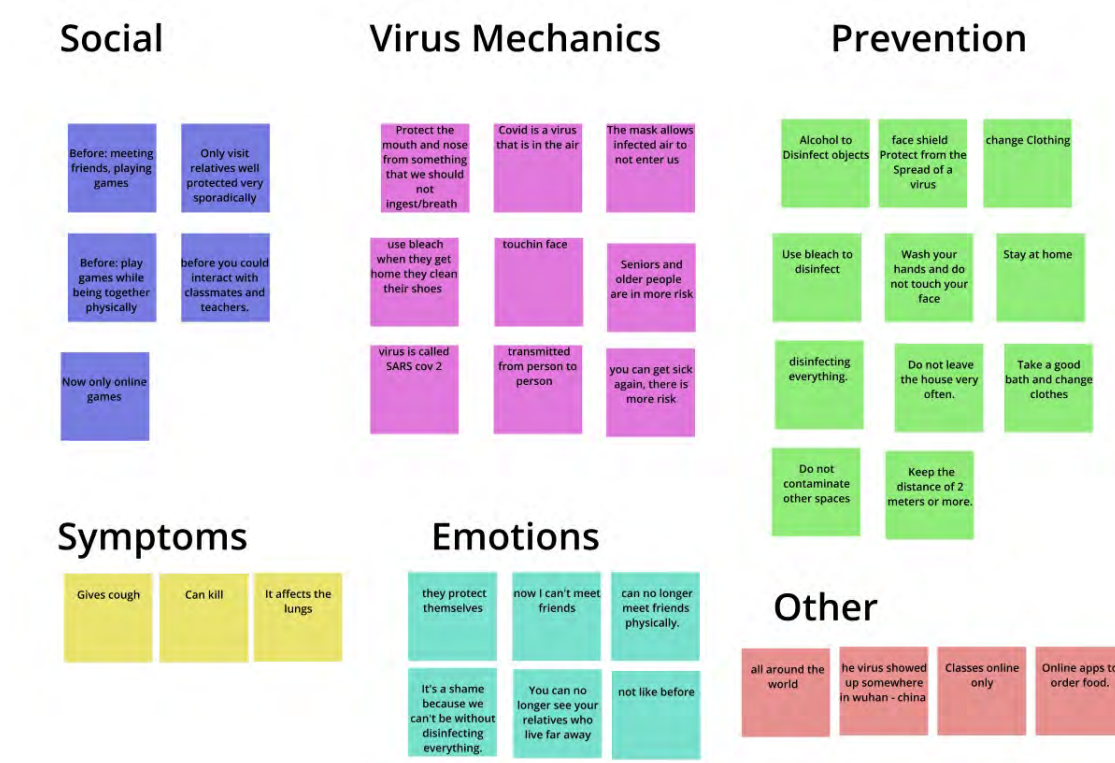 Social
Before: meeting
friends, playing
games
Only visit
relatives well
protected very
sporadically
Before: play
games while
being together
physically
before you could
interact with
classmates and
teachers.
Now only online
games
Virus Mechanics
Protect the
mouth and nose
from something
that we should
not
ingest/breath
Covid is a virus
that is in the air
The mask allows
infected air to
not enter us
use bleach
when they get
home they clean
their shoes
touchin face
Seniors and
older people
are in more risk
virus is called
SARS cov 2
transmitted
from person to
person
you can get sick
again, there is
more risk
Prevention
Alcohol to
Disinfect objects
face shield
Protect from the
Spread of a
virus
change Clothing
Use bleach to
disinfect
Wash your
hands and do
not touch your
face
Stay at home
disinfecting
everything.
Do not leave
the house very
often.
Take a good
bath and change
clothes
Do not
contaminate
other spaces
Keep the
distance of 2
meters or more.
Symptoms
Gives cough
Can kill
It affects the
lungs
Emotions
they protect
themselves
now I can't meet
friends
can no longer
meet friends
physically.
It's a shame
because we
can't be without
disinfecting
everything.
You can no
longer see your
relatives who
live far away
not like before
Other
all around the
world
he virus showed
up somewhere
in wuhan - china
Classes online
only
Online apps to
order food.